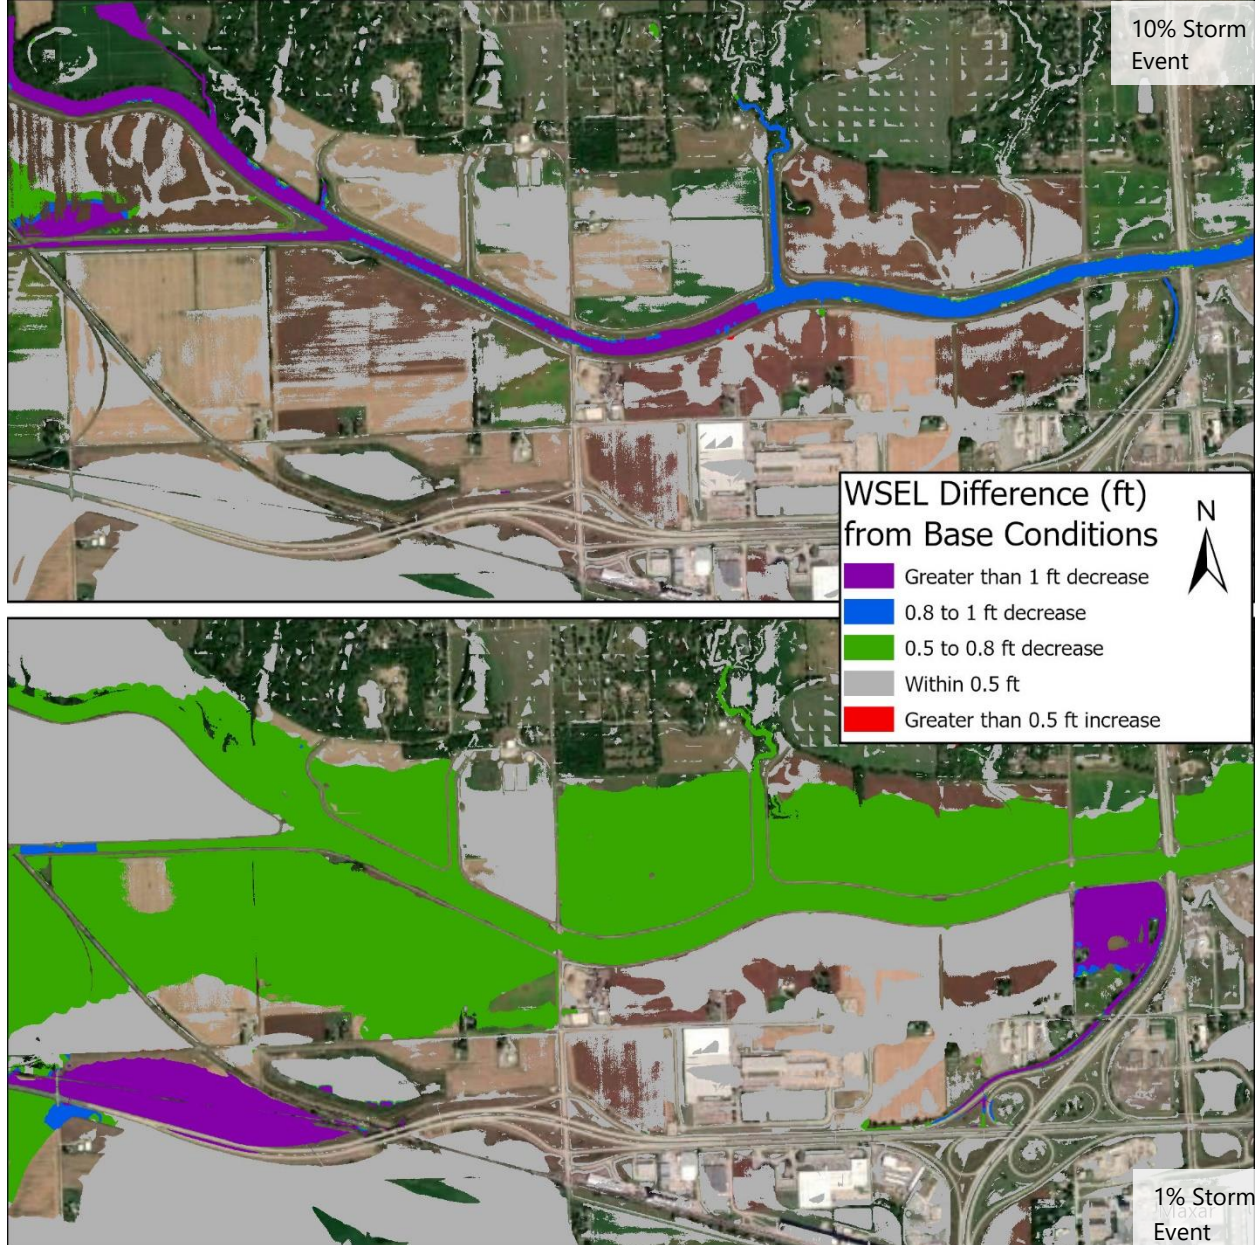 10% Storm
Event
WSEL Difference (ft)
from Base Conditions
N
Greater than 1 ft decrease
0.8 to 1 ft decrease
0.5 to 0.8 ft decrease
Within 0.5 ft
Greater than 0.5 ft increase
1% Storm
Maxar
Event